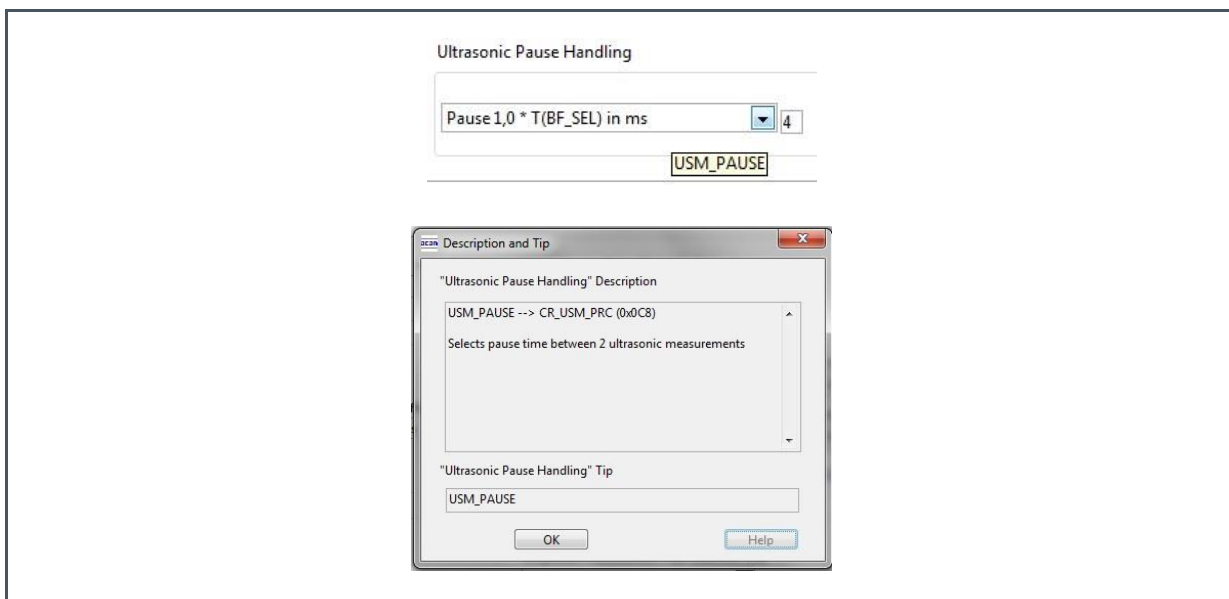 Ultrasonic Pause Handling
Pause 1,0 * T(BF_SEL) in ms
4
USM_PAUSE
acam Description and Tip
"Ultrasonic Pause Handling" Description
USM_PAUSE --> CR_USM_PRC (0x0C8)
Selects pause time between 2 ultrasonic measurements
"Ultrasonic Pause Handling" Tip
USM_PAUSE
OK Help